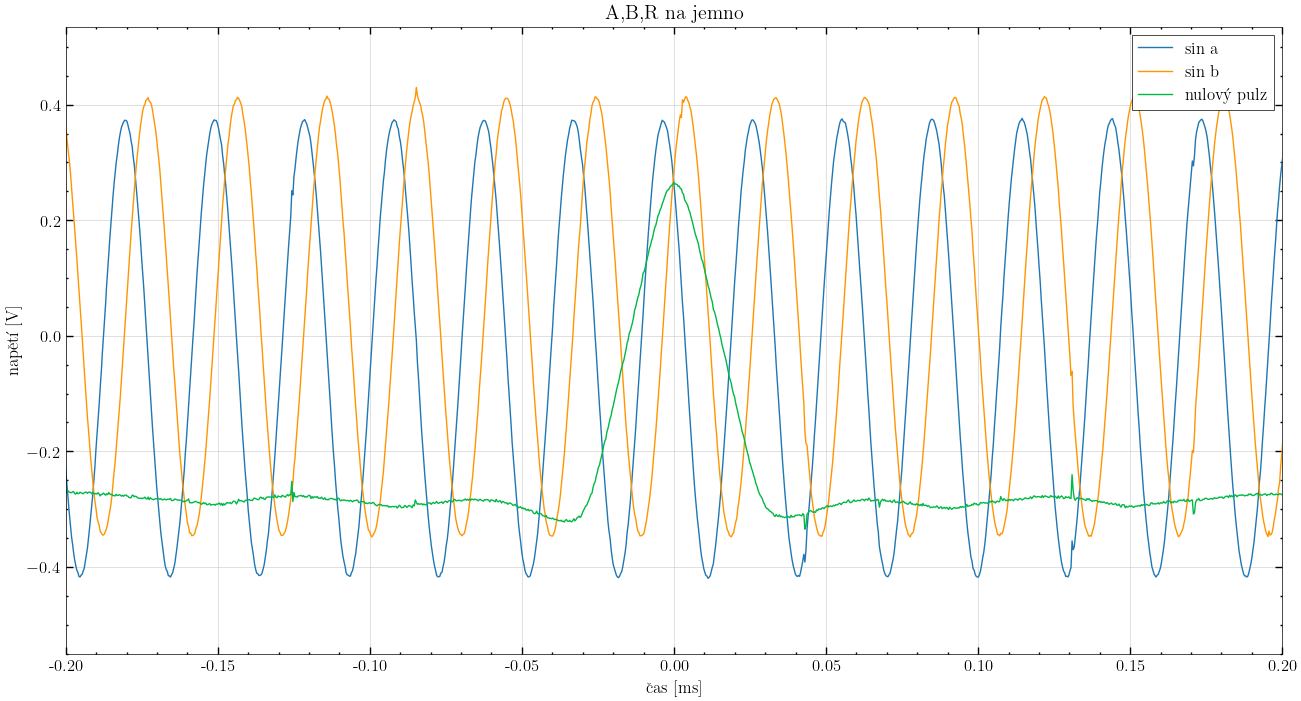 A,B,R na jemno
sin a
sin b
nulový pulz
0.4
0.2
0.0
−0.2
−0.4
napětí [V]
-0.20 -0.15 -0.10 -0.05 0.00 0.05 0.10 0.15 0.20
čas [ms]